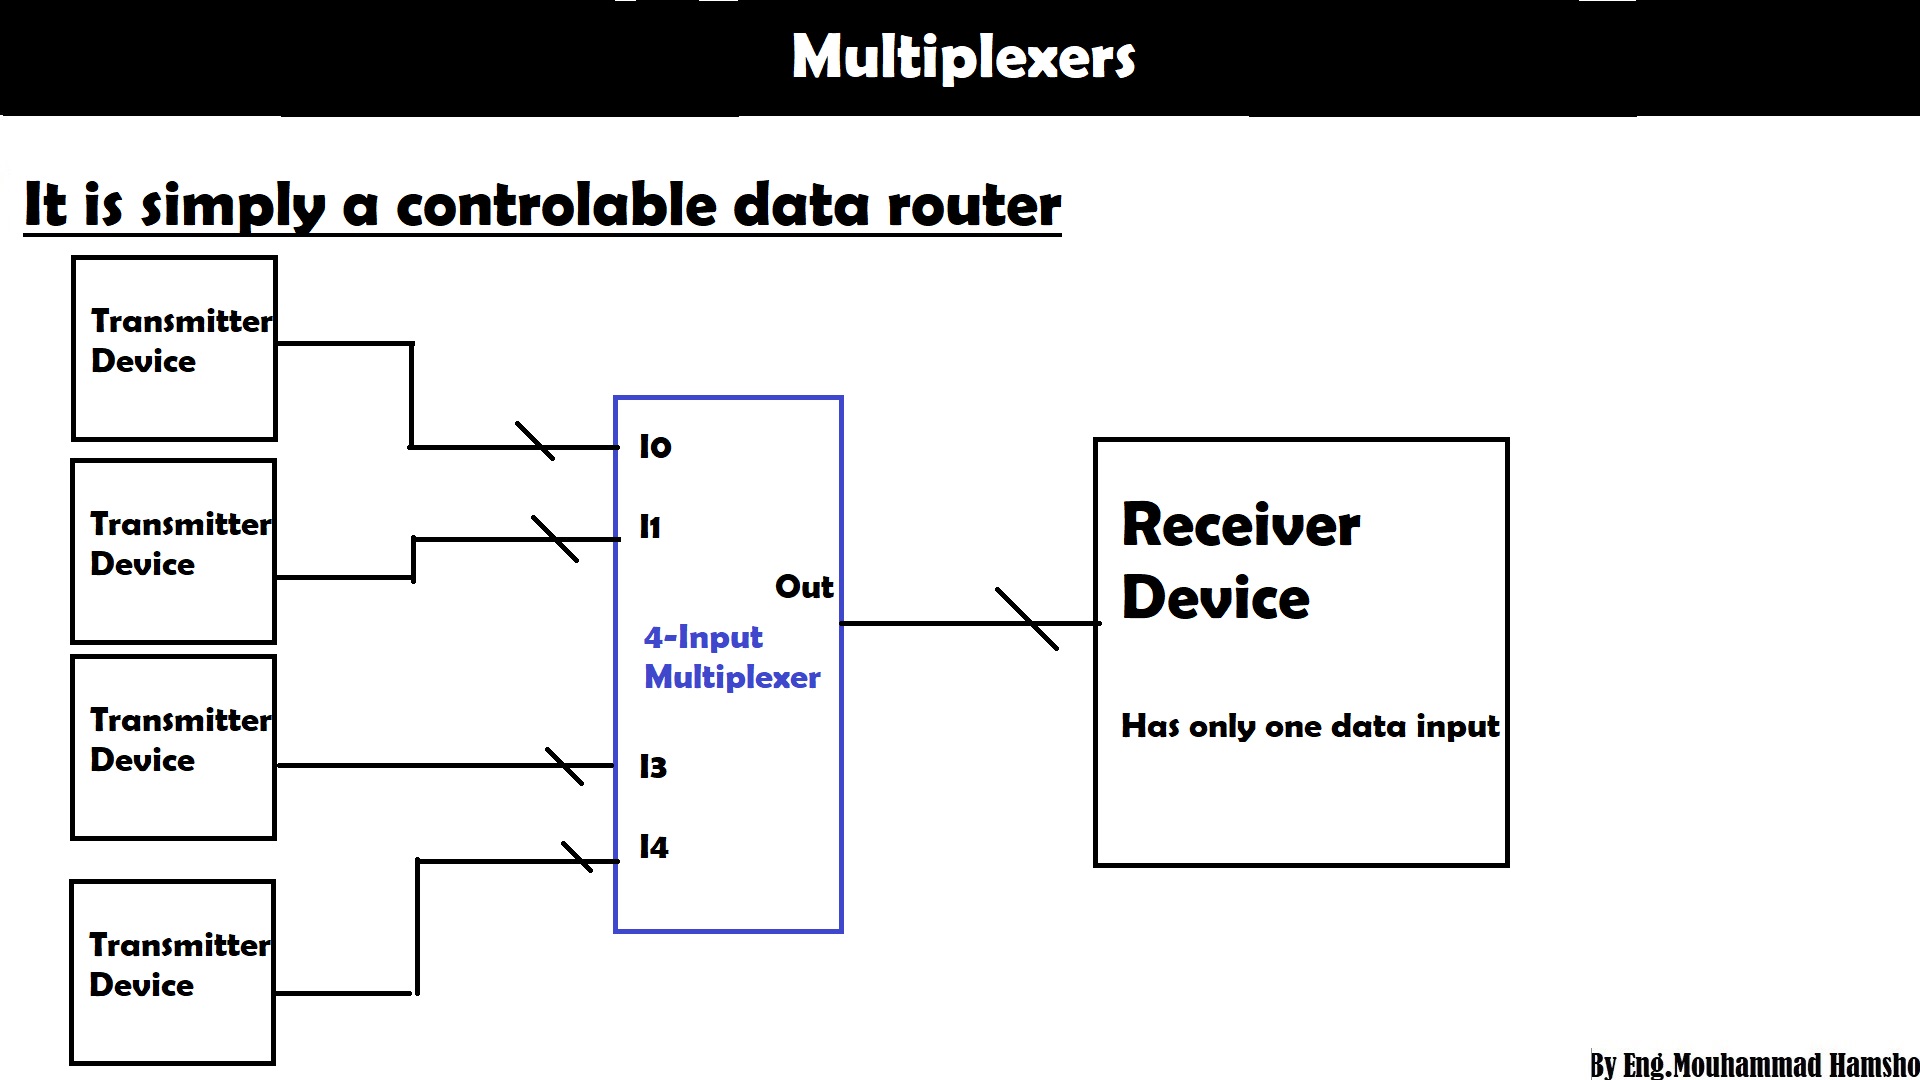 Multiplexers
It is simply a controlable data router
Transmitter
Device
Transmitter
Device
Transmitter
Device
Transmitter
Device
I0
I1
Out
4-Input
Multiplexer
I3
I4
Receiver
Device
Has only one data input
By Eng.Mouhammad Hamsho